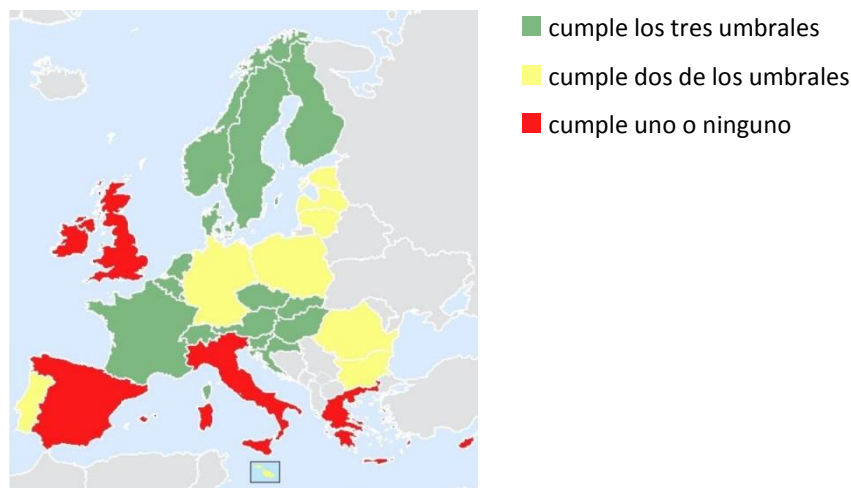 cumple los tres umbrales
cumple dos de los umbrales
cumple uno o ninguno